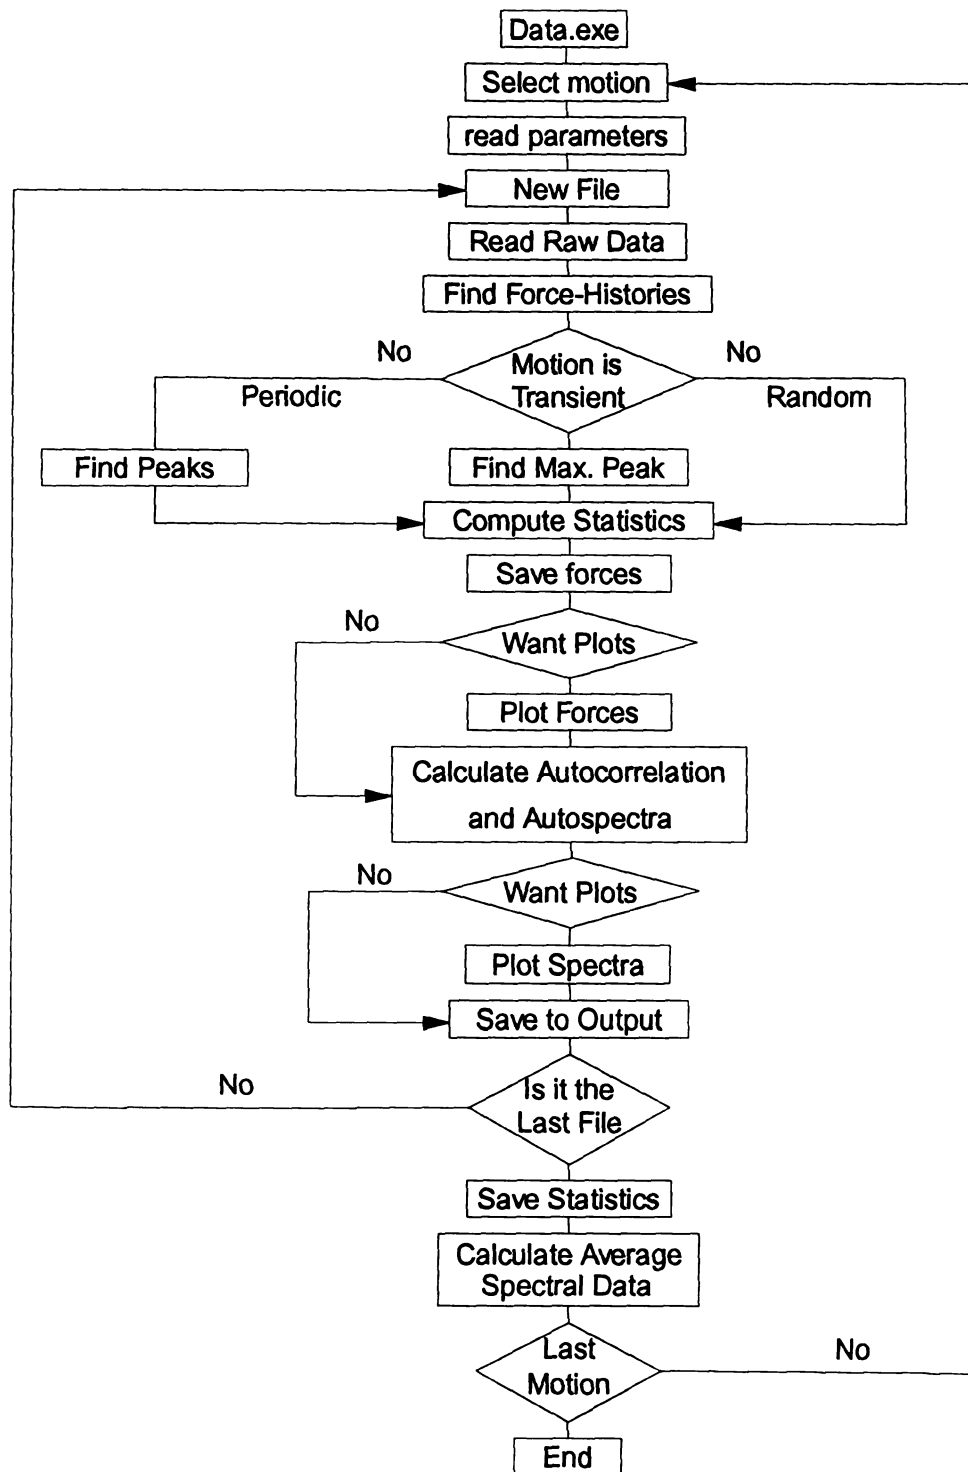 Data.exe
Select motion
read parameters
New File
Read Raw Data
Find Force-Histories
No
Motion is
Transient
No
Periodic
Random
Find Peaks
Find Max. Peak
Compute Statistics
Save forces
No
Want Plots
Plot Forces
Calculate Autocorrelation
and Autospectra
No
Want Plots
Plot Spectra
Save to Output
No
Is it the
Last File
Save Statistics
Calculate Average
Spectral Data
Last
Motion
No
End